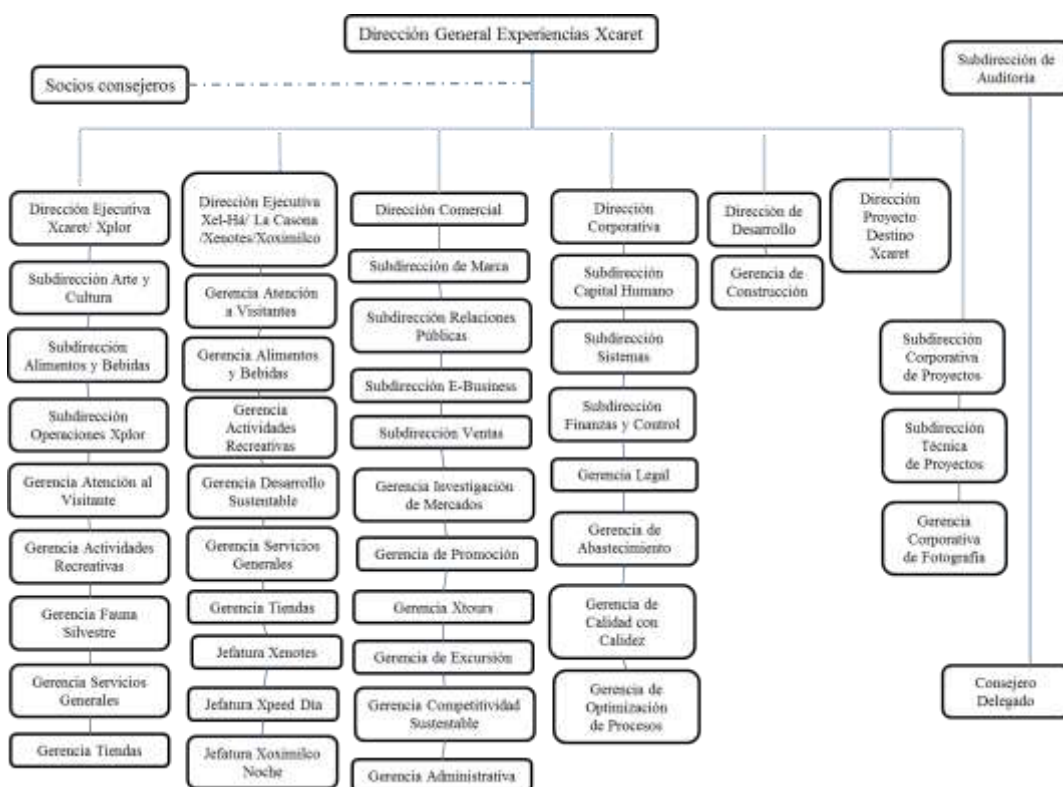 Dirección General Experiencias Xcaret
Socios consejeros
Subdirección de
Auditoría
Dirección Ejecutiva
Xcaret/ Xplor
Subdirección Arte y
Cultura
Subdirección
Alimentos y Bebidas
Subdirección
Operaciones Xplor
Gerencia Atención al
Visitante
Gerencia Actividades
Recreativas
Gerencia Fauna
Silvestre
Gerencia Servicios
Generales
Gerencia Tiendas
Dirección Ejecutiva
Xel-Há/ La Casona
/Xenotes/Xoximilco
Gerencia Atención
a Visitantes
Gerencia Alimentos
y Bebidas
Gerencia
Actividades
Recreativas
Gerencia Desarrollo
Sustentable
Gerencia Servicios
Generales
Gerencia Tiendas
Jefatura Xenotes
Jefatura Xpeed Día
Jefatura Xoximilco
Noche
Dirección Comercial
Subdirección de Marca
Subdirección Relaciones
Públicas
Subdirección E-Business
Subdirección Ventas
Gerencia Investigación
de Mercados
Gerencia de Promoción
Gerencia Xtours
Gerencia de Excursión
Gerencia Competitividad
Sustentable
Gerencia Administrativa
Dirección
Corporativa
Subdirección
Capital Humano
Subdirección
Sistemas
Subdirección
Finanzas y Control
Gerencia Legal
Gerencia de
Abastecimiento
Gerencia de
Calidad con
Calidez
Gerencia de
Optimización
de Procesos
Dirección de
Desarrollo
Gerencia de
Construcción
Dirección
Proyecto
Destino
Xcaret
Subdirección
Corporativa
de Proyectos
Subdirección
Técnica
de Proyectos
Gerencia
Corporativa
de Fotografía
Consejero
Delegado